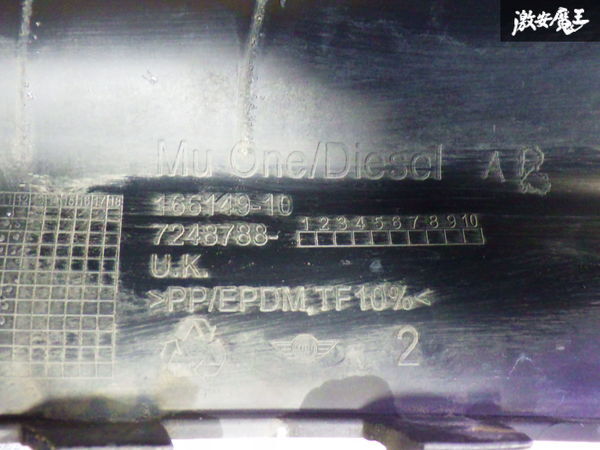 激安魔王
Mu One/Diesel A
166149-10
7248788- 1 2 3 4 5 6 7 8 9 10
U.K.
>PP/EPDM TF10%<
2